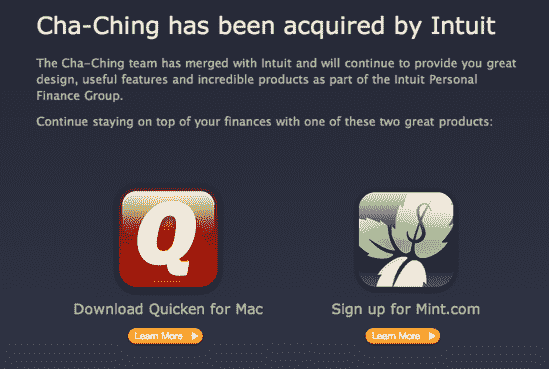 Cha-Ching has been acquired by Intuit
The Cha-Ching team has merged with Intuit and will continue to provide you great
design, useful features and incredible products as part of the Intuit Personal
Finance Group.
Continue staying on top of your finances with one of these two great products:
Q
Download Quicken for Mac
Learn More
Sign up for Mint.com
Learn More